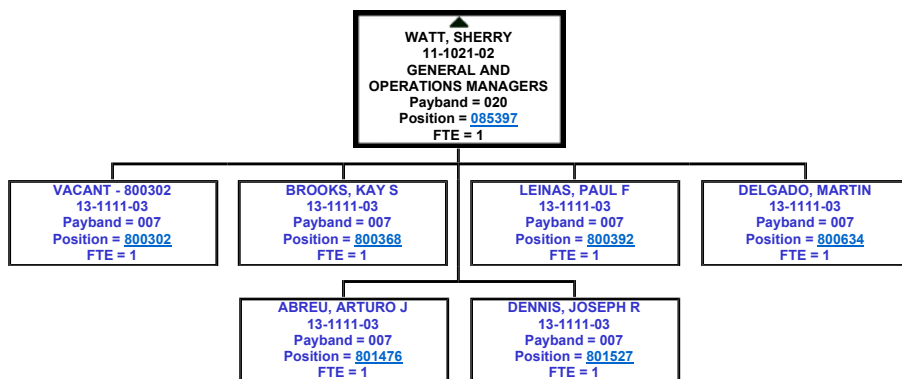 WATT, SHERRY
11-1021-02
GENERAL AND
OPERATIONS MANAGERS
Payband = 020
Position = 085397
FTE = 1
VACANT - 800302
13-1111-03
Payband = 007
Position = 800302
FTE = 1
BROOKS, KAY S
13-1111-03
Payband = 007
Position = 800368
FTE = 1
LEINAS, PAUL F
13-1111-03
Payband = 007
Position = 800392
FTE = 1
DELGADO, MARTIN
13-1111-03
Payband = 007
Position = 800634
FTE = 1
ABREU, ARTURO J
13-1111-03
Payband = 007
Position = 801476
FTE = 1
DENNIS, JOSEPH R
13-1111-03
Payband = 007
Position = 801527
FTE = 1